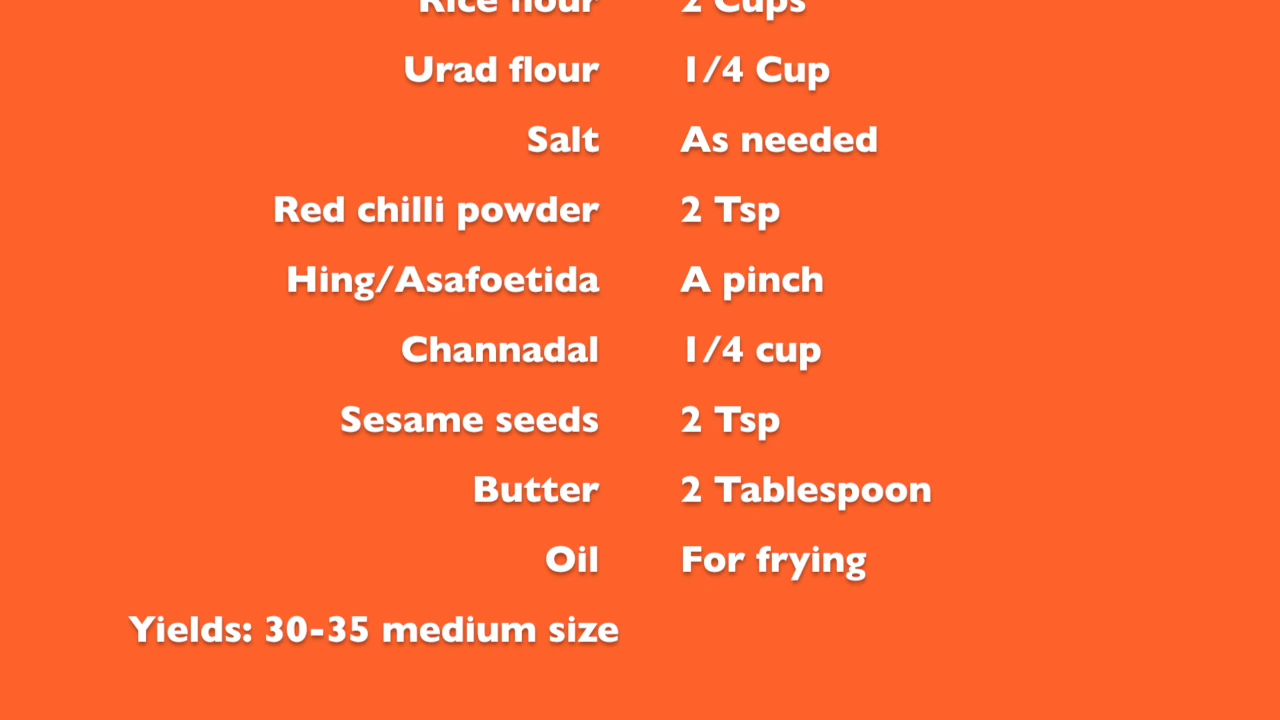 Rice flour 2 Cups
Urad flour 1/4 Cup
Salt As needed
Red chilli powder 2 Tsp
Hing/Asafoetida A pinch
Channadal 1/4 cup
Sesame seeds 2 Tsp
Butter 2 Tablespoon
Oil For frying
Yields: 30-35 medium size